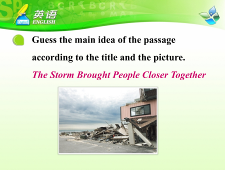 英语
ENGLISH
Guess the main idea of the passage
according to the title and the picture.
The Storm Brought People Closer Together